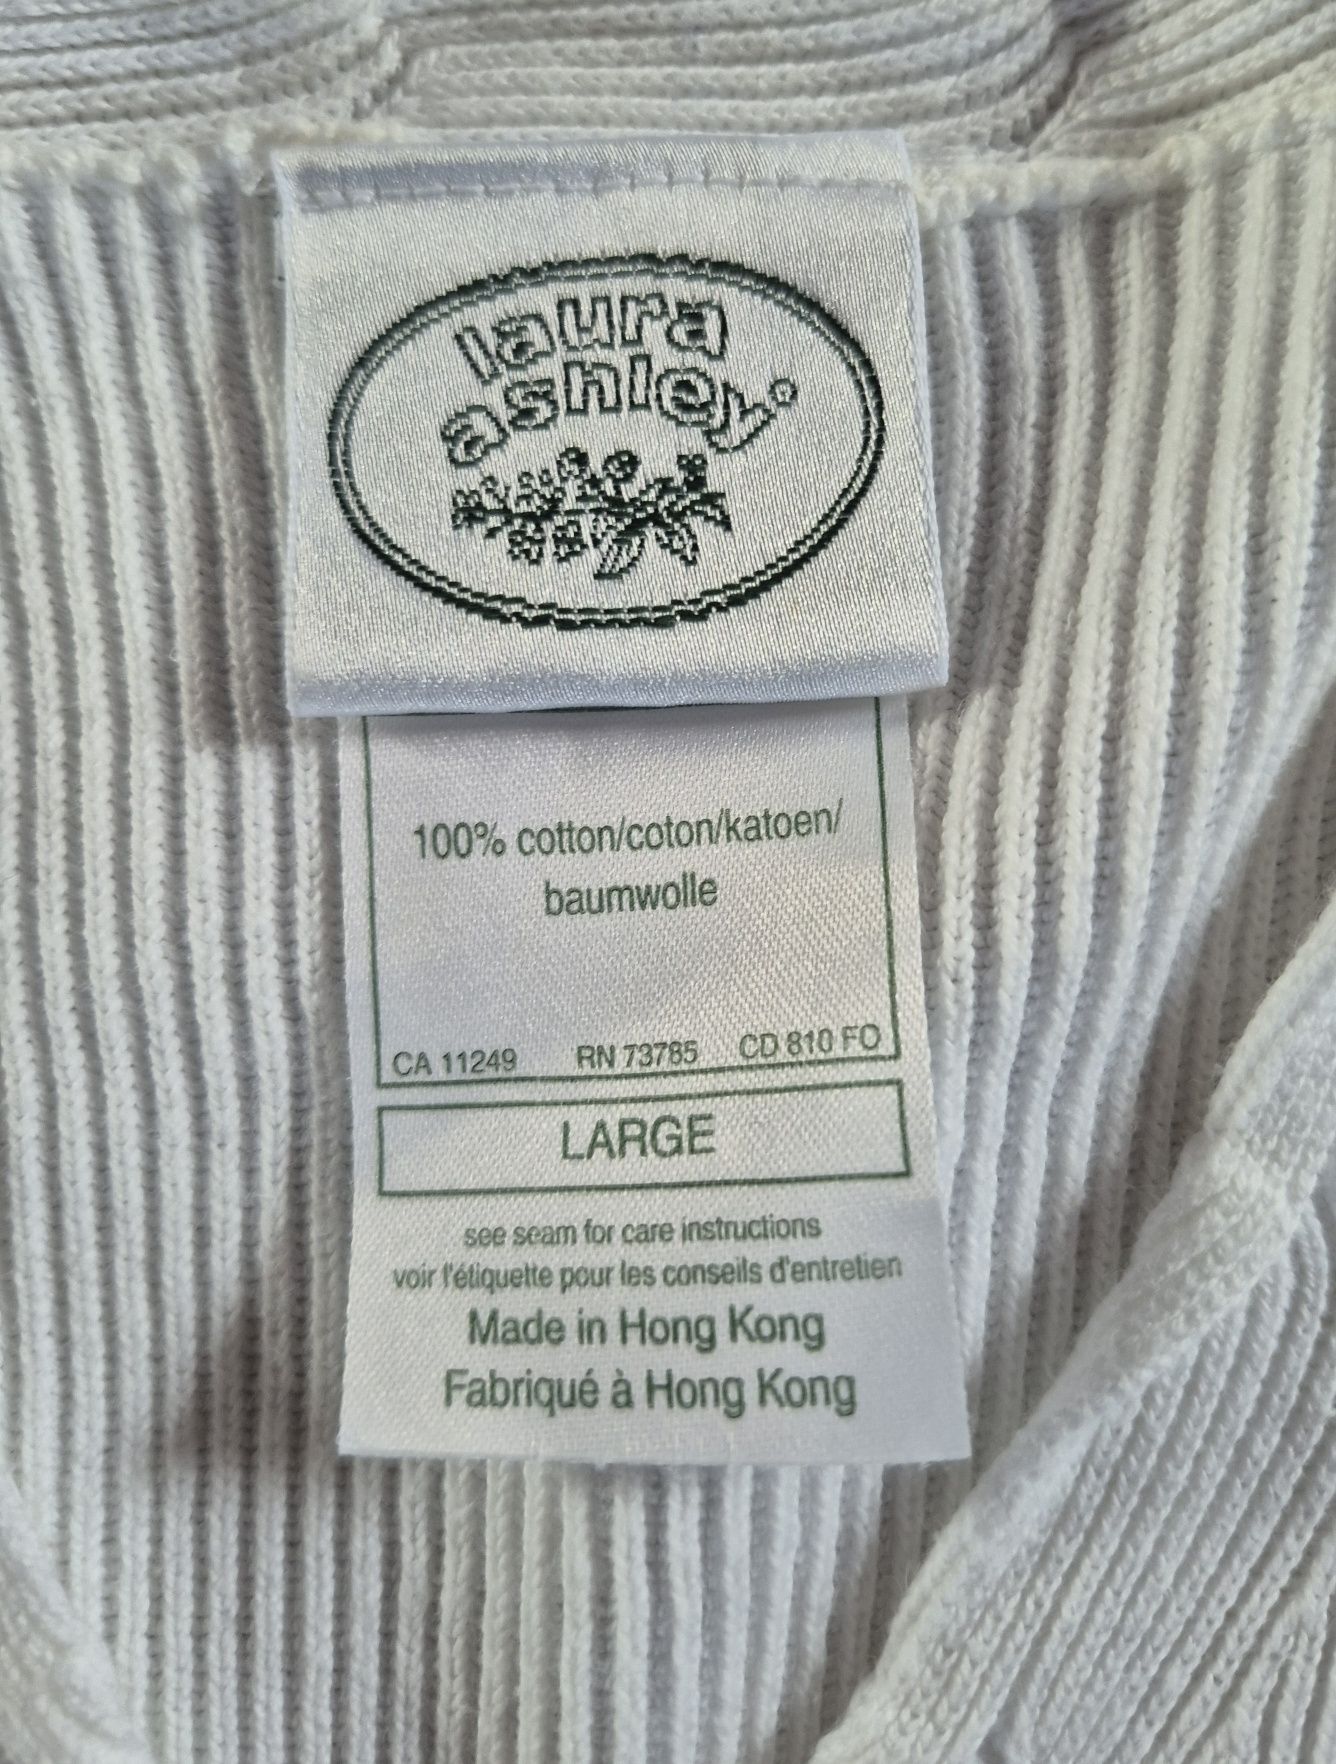 laura
ashley®
100% cotton/coton/katoen/
baumwolle
CA 11249 RN 73785 CD 810 FO
LARGE
see seam for care instructions
voir l'étiquette pour les conseils d'entretien
Made in Hong Kong
Fabriqué à Hong Kong